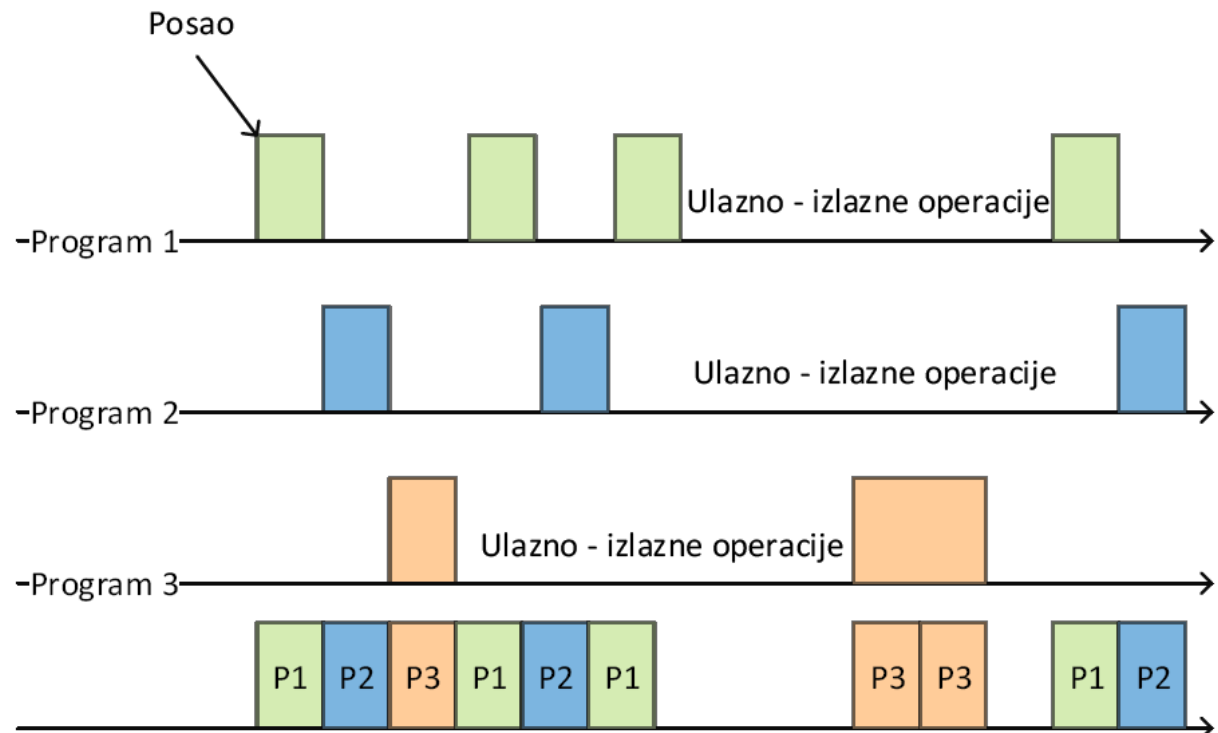 Posao
Ulazno - izlazne operacije
Program 1
Ulazno - izlazne operacije
Program 2
Ulazno - izlazne operacije
Program 3
P1 P2 P3 P1 P2 P1 P3 P3 P1 P2